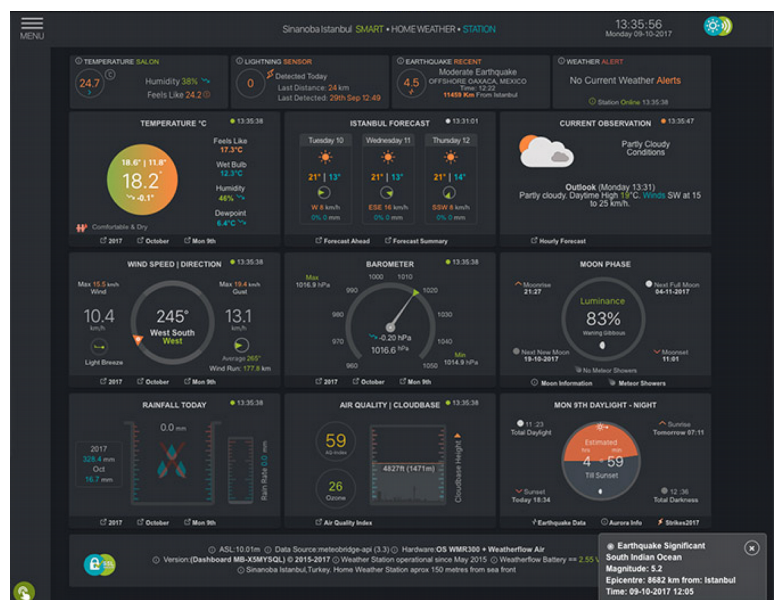 MENU
Sinanoba Istanbul SMART • HOMEWEATHER • STATION
13:35:56
Monday 09-10-2017
TEMPERATURE SALON
24.7
C
Humidity 38%
Feels Like 24.2
LIGHTNING SENSOR
0
Detected Today
Last Distance: 24 km
Last Detected: 29th Sep 12:49
EARTHQUAKE RECENT
4.5
Moderate Earthquake
OFFSHORE OAXACA, MEXICO
Time: 12:22
11459 Km From Istanbul
WEATHER ALERT
No Current Weather Alerts
Station Online 13:35:38
TEMPERATURE °C 13:35:38
18.6° | 11.8°
18.2°
-0.1°
Feels Like
17.3°C
Wet Bulb
12.3°C
Humidity
46%
Dewpoint
6.4°C
Comfortable & Dry
2017 October Mon 9th
ISTANBUL FORECAST 13:31:01
Tuesday 10 Wednesday 11 Thursday 12
21° | 13° 21° | 13° 21° | 14°
W 8 km/h ESE 16 km/h SSW 8 km/h
0% 0 mm 0% 0 mm 0% 0 mm
Forecast Ahead Forecast Summary
CURRENT OBSERVATION 13:35:47
Partly Cloudy
Conditions
Outlook (Monday 13:31)
Partly cloudy. Daytime High 19°C. Winds SW at 15
to 25 km/h.
Hourly Forecast
WIND SPEED | DIRECTION 13:35:38
Max 15.5 km/h
Wind
10.4
km/h
Light Breeze
245°
West South
West
Max 19.4 km/h
Gust
13.1
km/h
Average 265°
Wind Run: 177.8 km
2017 October Mon 9th
BAROMETER 13:35:38
Max
1016.9 hPa
960 970 980 990 1000 1010 1020 1030 1040 1050
-0.20 hPa
1016.6 hPa
Min
1014.9 hPa
2017 October Mon 9th
MOON PHASE
Moonrise
21:27
Next Full Moon
04-11-2017
Luminance
83%
Waning Gibbous
Next New Moon
19-10-2017
Moonset
11:01
No Meteor Showers
Moon Information Meteor Showers
RAINFALL TODAY 13:35:38
0.0 mm
2017
328.4 mm
Oct
16.7 mm
Rain Rate 0.0 mm
2017 October Mon 9th
AIR QUALITY | CLOUDBASE 13:35:38
59
AQ-Index
26
Ozone
4827ft (1471m)
Cloudbase Height
Air Quality Index
MON 9TH DAYLIGHT - NIGHT
11 :23
Total Daylight
Sunrise
Tomorrow 07:11
Estimated
hrs min
4 - 59
Till Sunset
Sunset
Today 18:34
12 :36
Total Darkness
Earthquake Data Aurora Info Strikes2017
ASL:10.01m Data Source:meteobridge-api (3.3) Hardware:OS WMR300 + Weatherflow Air
Version:(Dashboard MB-X5MYSQL) © 2015-2017 Weather Station operational since May 2015 Weatherflow Battery == 2.55 V
Sinanoba Istanbul,Turkey. Home Weather Station aprox 150 metres from sea front
Earthquake Significant
South Indian Ocean
Magnitude: 5.2
Epicentre: 8682 km from: Istanbul
Time: 09-10-2017 12:05